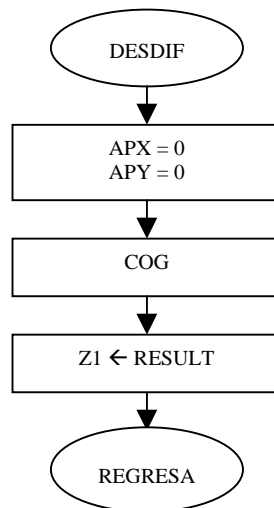 DESDIF
APX = 0
APY = 0
COG
Z1 ← RESULT
REGRESA